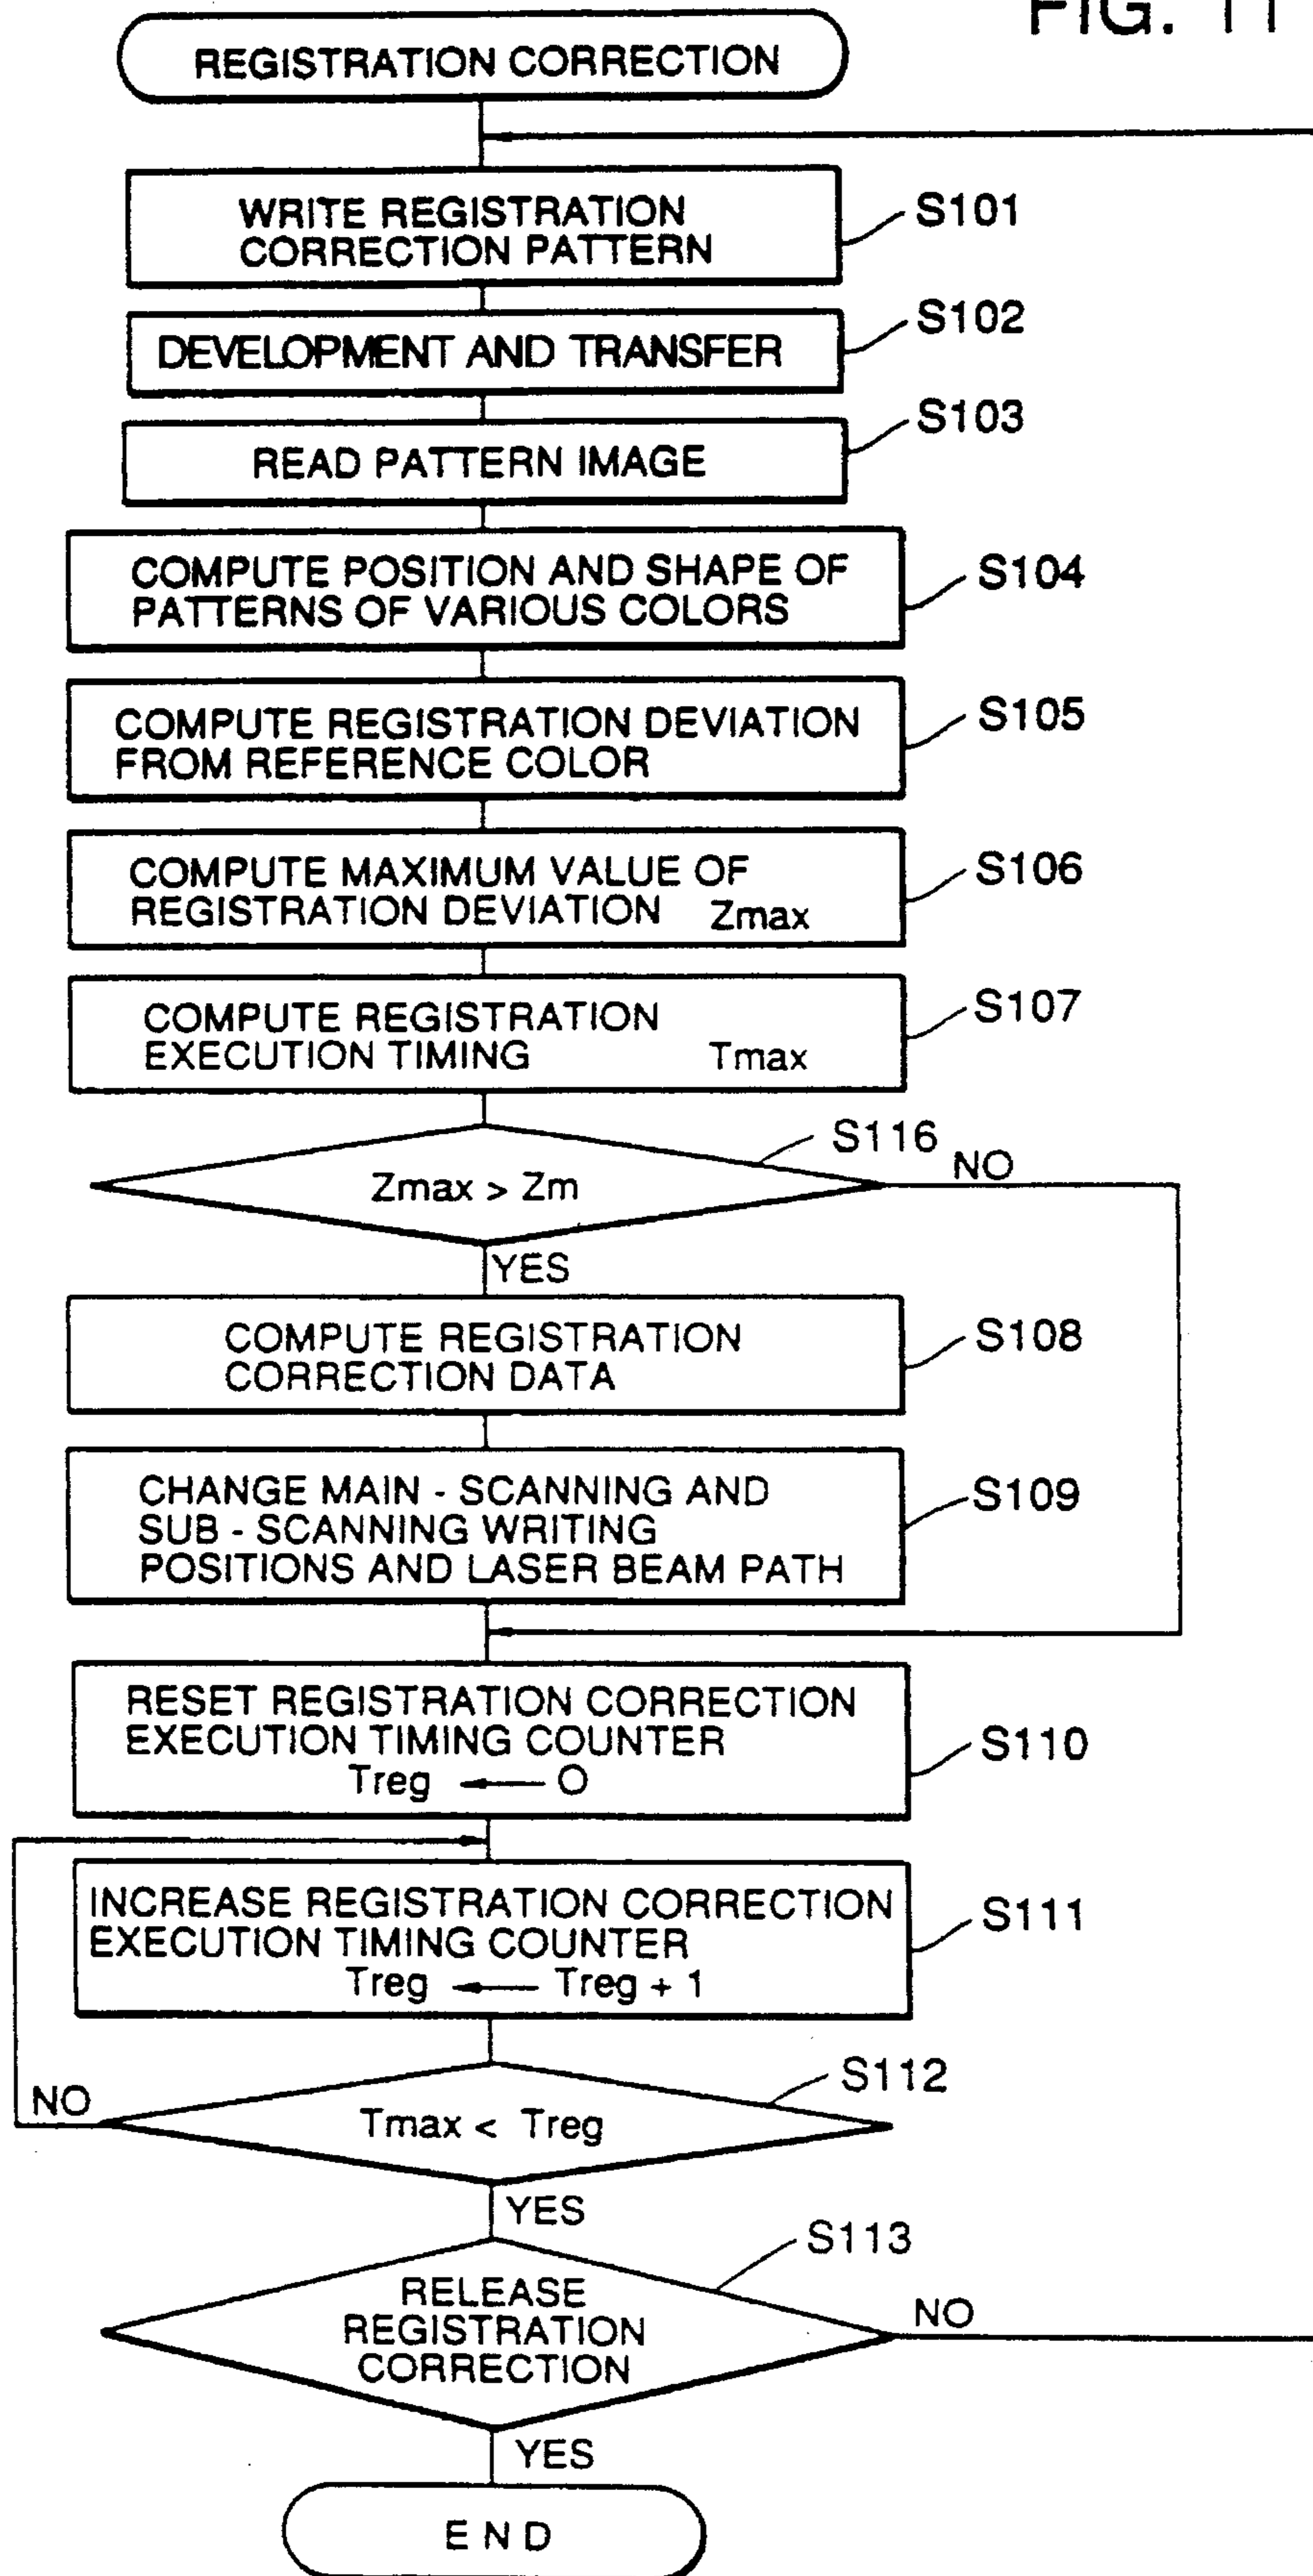 FIG. 11
REGISTRATION CORRECTION
WRITE REGISTRATION
CORRECTION PATTERN
S101
DEVELOPMENT AND TRANSFER
S102
READ PATTERN IMAGE
S103
COMPUTE POSITION AND SHAPE OF
PATTERNS OF VARIOUS COLORS
S104
COMPUTE REGISTRATION DEVIATION
FROM REFERENCE COLOR
S105
COMPUTE MAXIMUM VALUE OF
REGISTRATION DEVIATION Zmax
S106
COMPUTE REGISTRATION
EXECUTION TIMING Tmax
S107
S116
Zmax > Zm
NO
YES
COMPUTE REGISTRATION
CORRECTION DATA
S108
CHANGE MAIN - SCANNING AND
SUB - SCANNING WRITING
POSITIONS AND LASER BEAM PATH
S109
RESET REGISTRATION CORRECTION
EXECUTION TIMING COUNTER
Treg ← O
S110
INCREASE REGISTRATION CORRECTION
EXECUTION TIMING COUNTER
Treg ← Treg + 1
S111
S112
NO
Tmax < Treg
YES
S113
RELEASE
REGISTRATION
CORRECTION
NO
YES
END